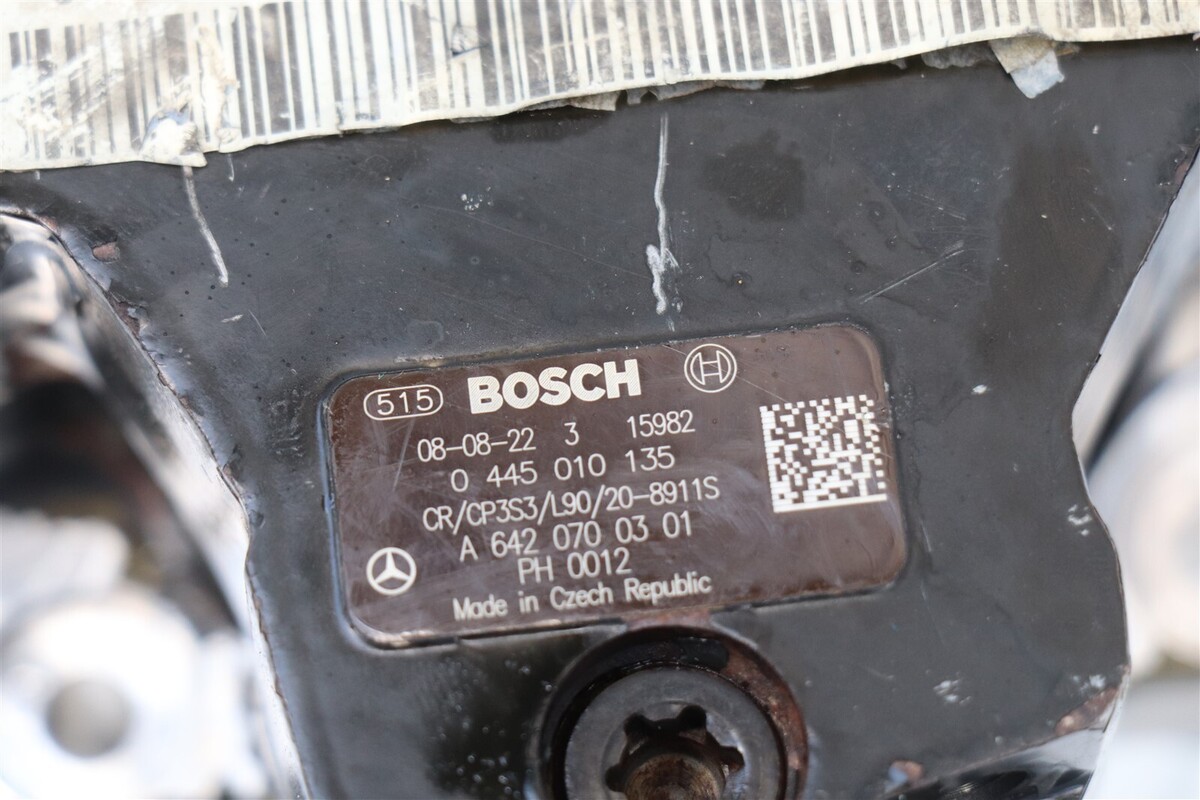 515 BOSCH
08-08-22 3 15982
0 445 010 135
CR/CP3S3/L90/20-8911S
A 642 070 03 01
PH 0012
Made in Czech Republic